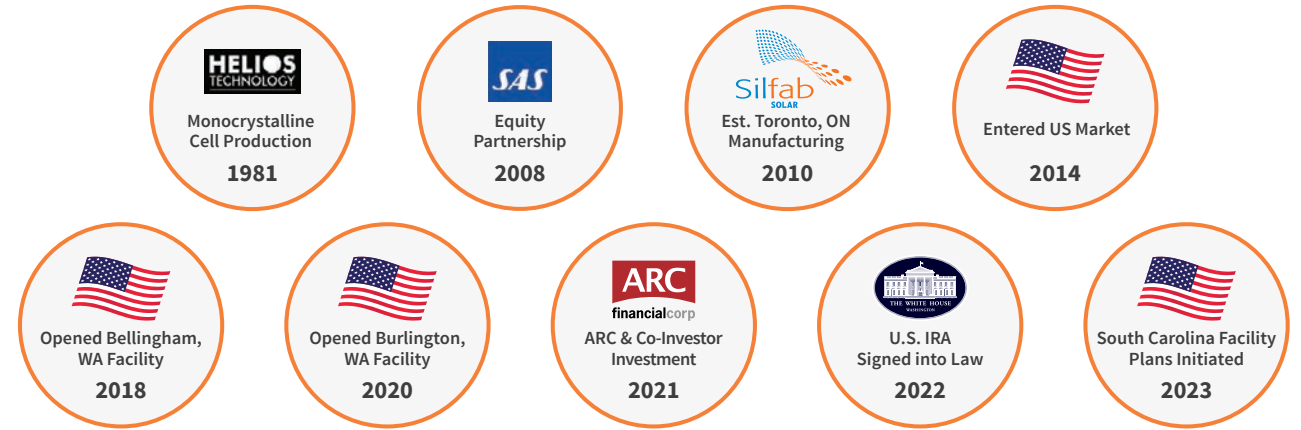 HELIOS
TECHNOLOGY
Monocrystalline
Cell Production
1981
SAS
Equity
Partnership
2008
Silfab
SOLAR
Est. Toronto, ON
Manufacturing
2010
Entered US Market
2014
Opened Bellingham,
WA Facility
2018
Opened Burlington,
WA Facility
2020
ARC
financialcorp
ARC & Co-Investor
Investment
2021
THE WHITE HOUSE
WASHINGTON
U.S. IRA
Signed into Law
2022
South Carolina Facility
Plans Initiated
2023